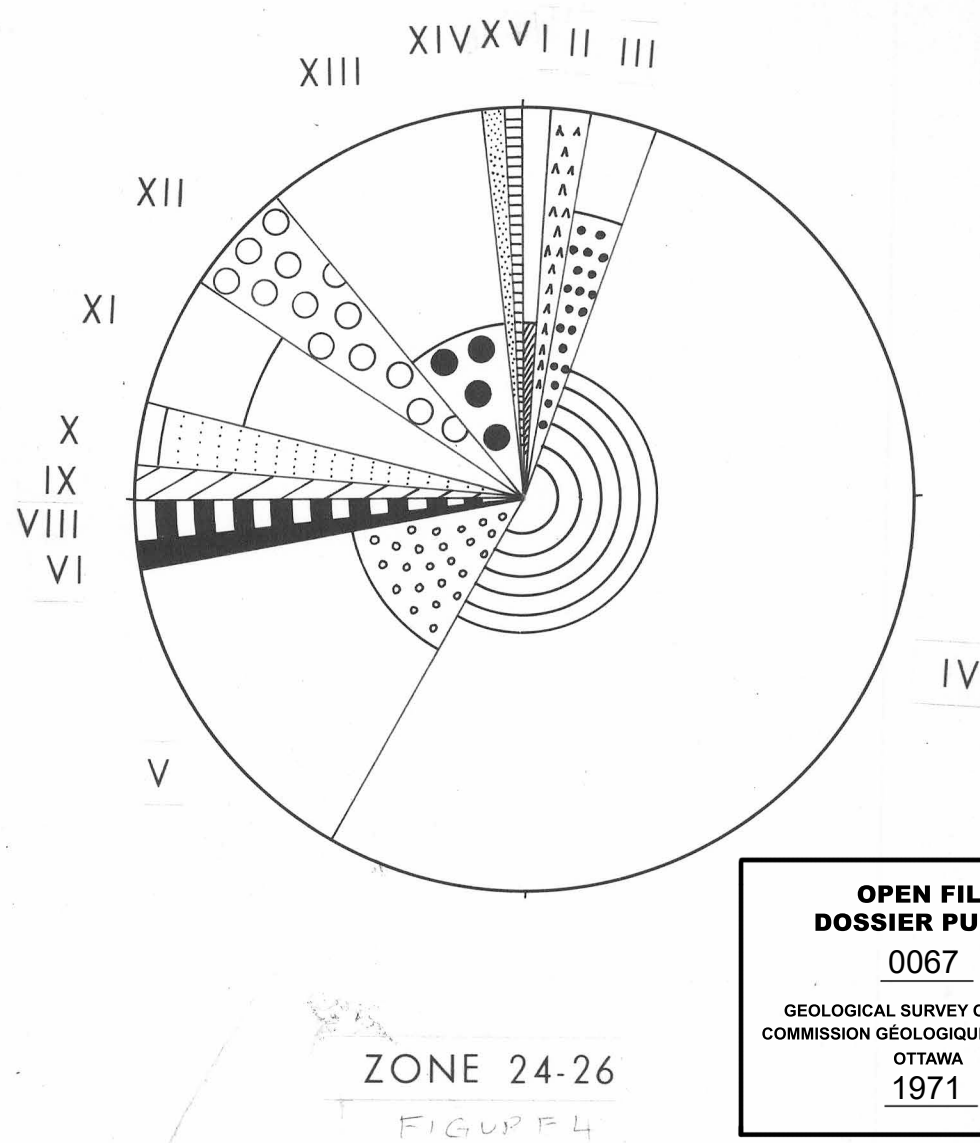 XIV XV I II III
XIII
XII
XI
X
IX
VIII
VI
IV
V
OPEN FIL
DOSSIER PU
0067
GEOLOGICAL SURVEY
COMMISSION GÉOLOGIQU
OTTAWA
1971
ZONE 24-26
FIGURE 4